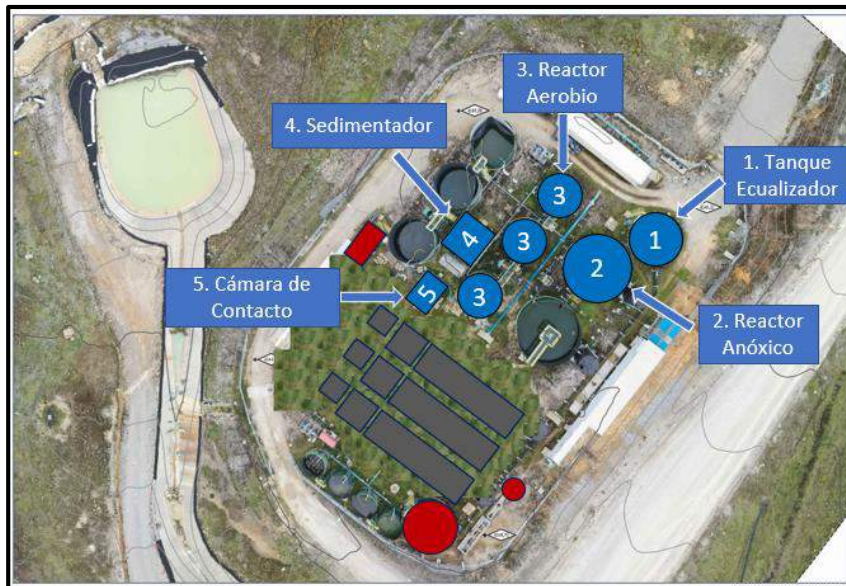 3. Reactor
Aerobio
4. Sedimentador
1. Tanque
Ecualizador
3
1
4
3
2
5. Cámara de
Contacto
5
3
2. Reactor
Anóxico